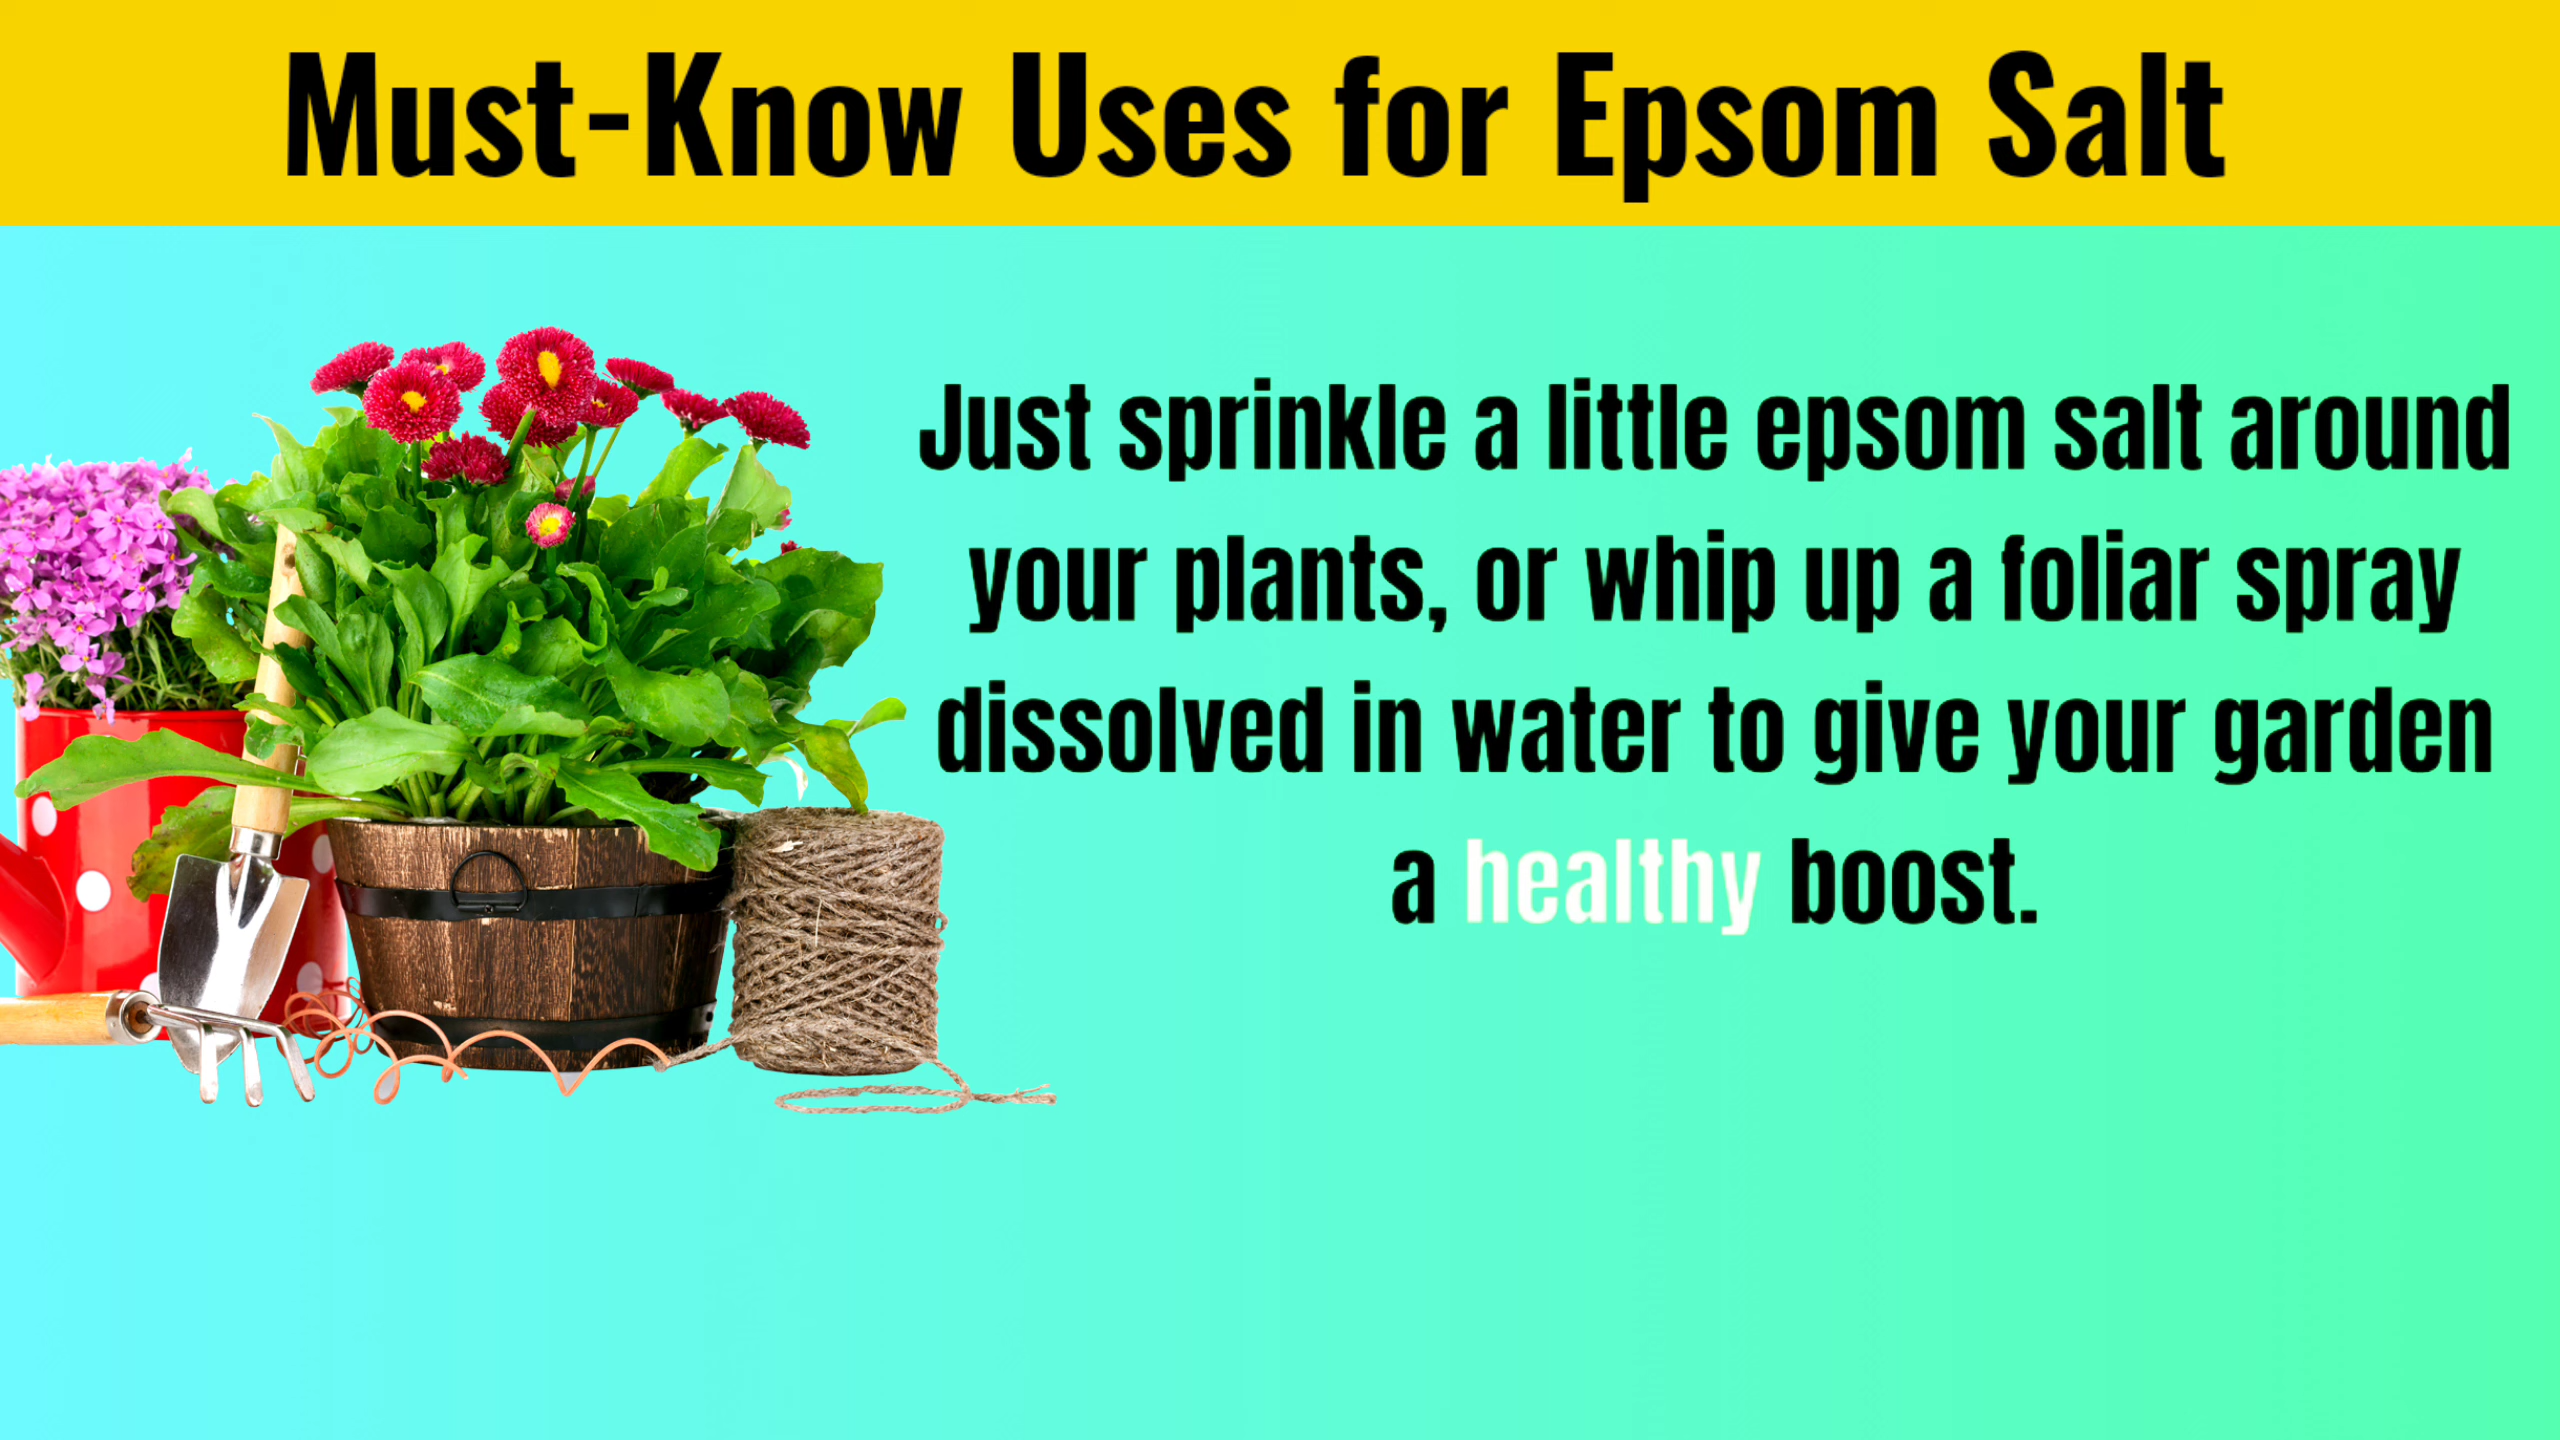 Must-Know Uses for Epsom Salt
Just sprinkle a little epsom salt around
your plants, or whip up a foliar spray
dissolved in water to give your garden
a healthy boost.